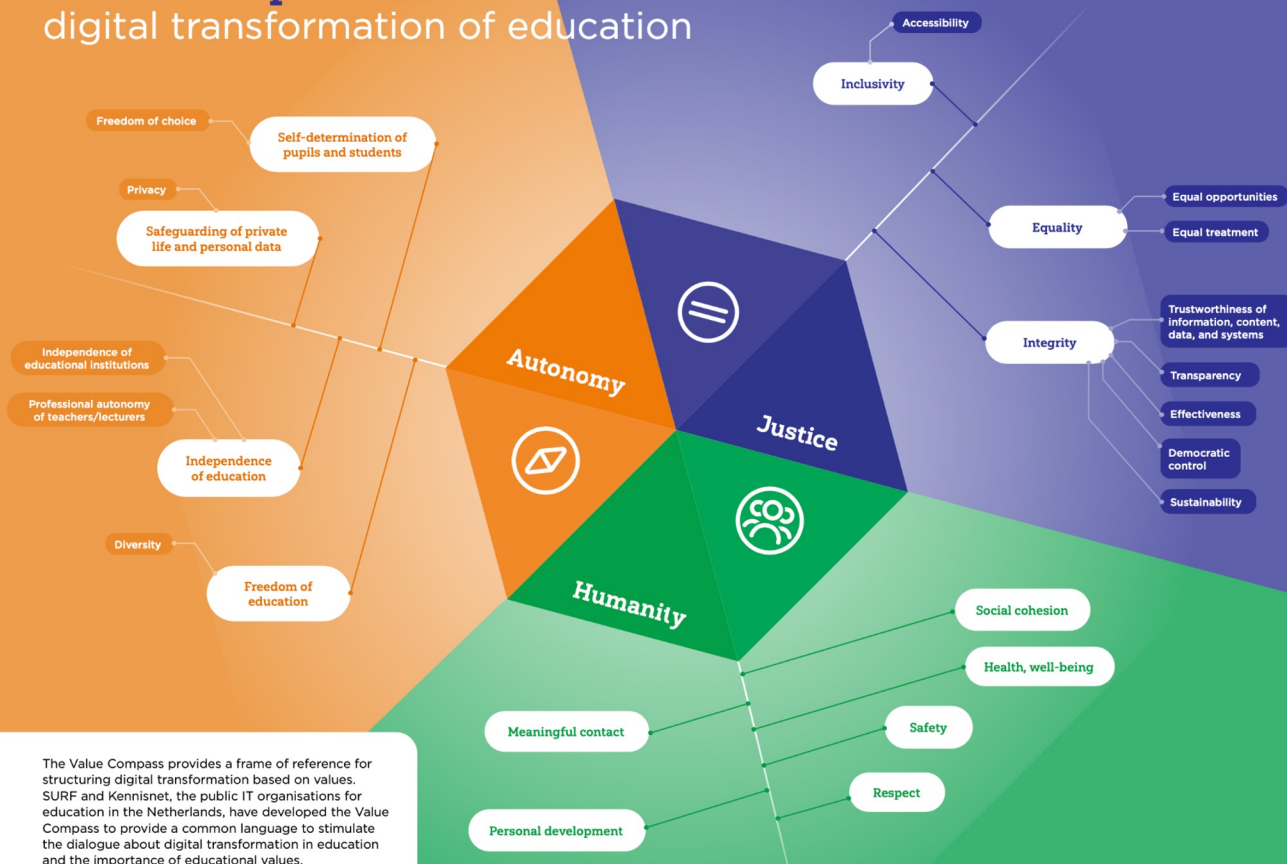 digital transformation of education
Freedom of choice
Self-determination of
pupils and students
Privacy
Safeguarding of private
life and personal data
Independence of
educational institutions
Professional autonomy
of teachers/lecturers
Independence
of education
Diversity
Freedom of
education
Autonomy
Accessibility
Inclusivity
Equality
Equal opportunities
Equal treatment
Integrity
Trustworthiness of
information, content,
data, and systems
Transparency
Effectiveness
Democratic
control
Sustainability
Justice
Humanity
Social cohesion
Health, well-being
Meaningful contact
Safety
Respect
Personal development
The Value Compass provides a frame of reference for
structuring digital transformation based on values.
SURF and Kennisnet, the public IT organisations for
education in the Netherlands, have developed the Value
Compass to provide a common language to stimulate
the dialogue about digital transformation in education
and the importance of educational values.